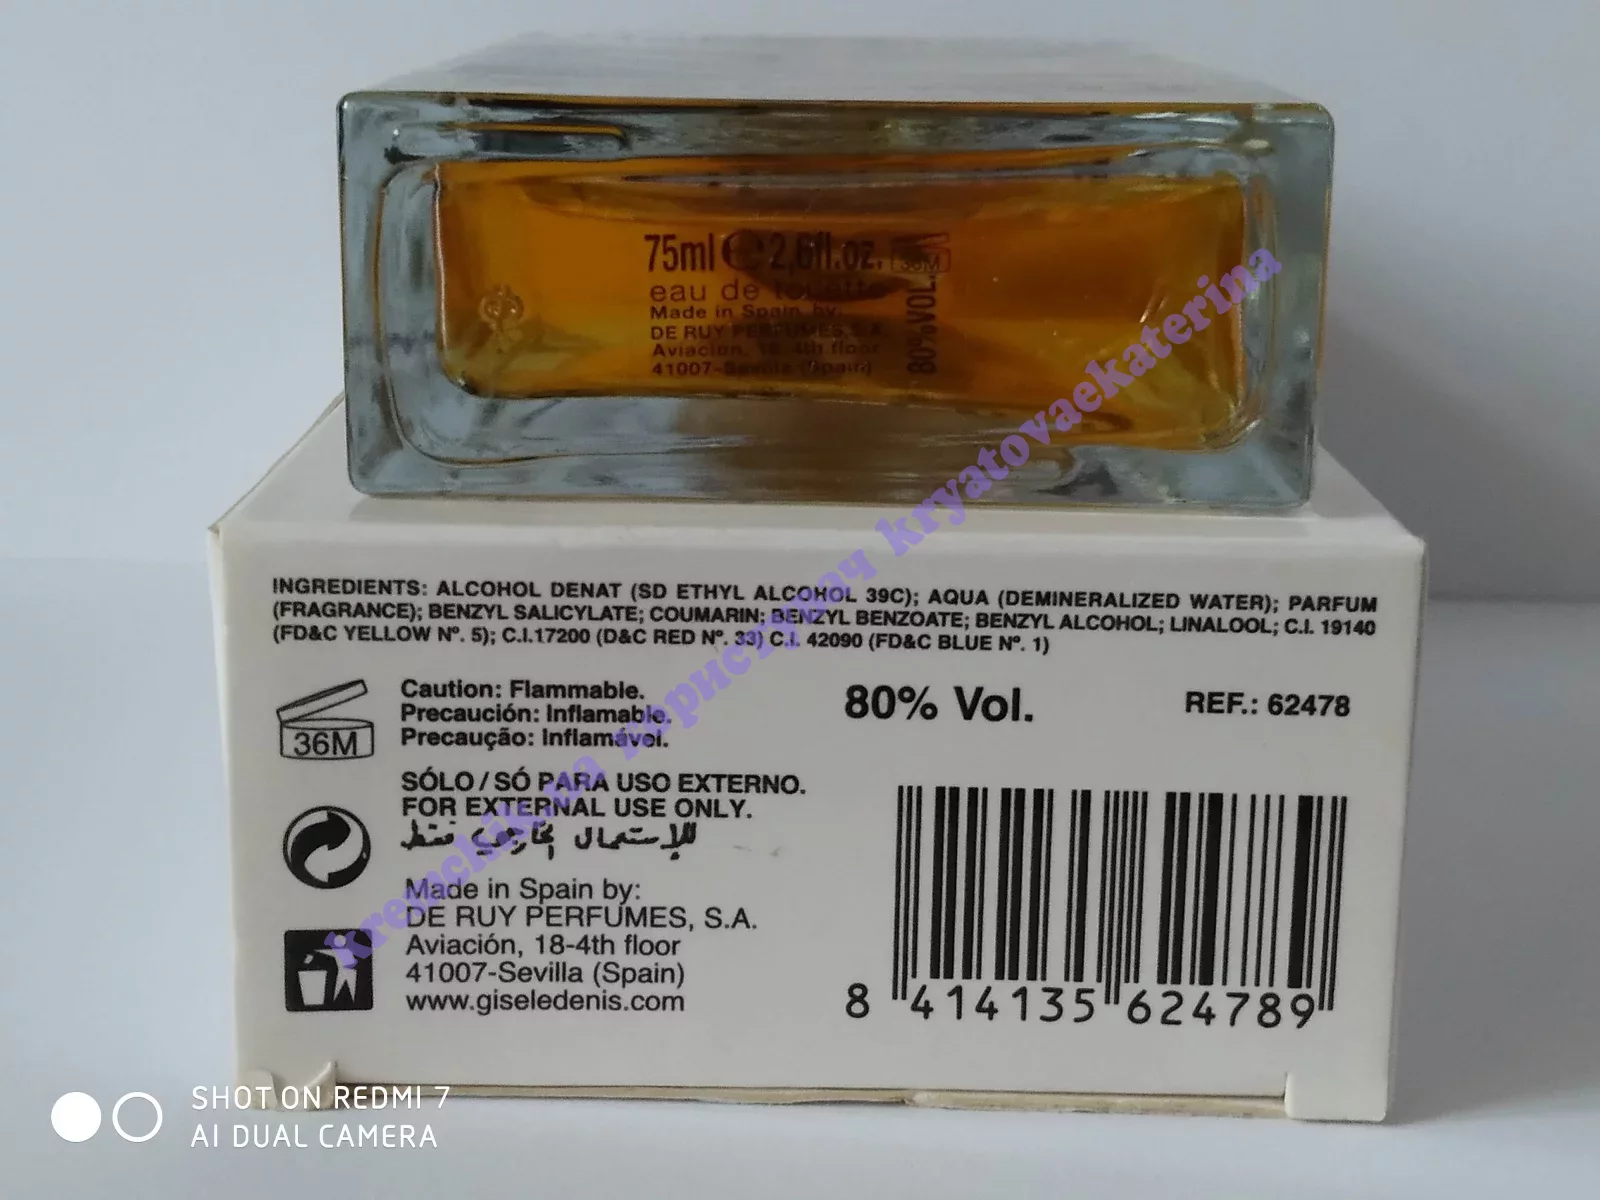 75ml ℮ 2,6fl.oz. 36M
eau de toilette
Made in Spain by:
DE RUY PERFUMES, S.A.
Aviación, 18-4th floor
41007-Sevilla (Spain)
80%VOL.
INGREDIENTS: ALCOHOL DENAT (SD ETHYL ALCOHOL 39C); AQUA (DEMINERALIZED WATER); PARFUM
(FRAGRANCE); BENZYL SALICYLATE; COUMARIN; BENZYL BENZOATE; BENZYL ALCOHOL; LINALOOL; C.I. 19140
(FD&C YELLOW Nº. 5); C.I.17200 (D&C RED Nº. 33) C.I. 42090 (FD&C BLUE Nº. 1)
36M
Caution: Flammable.
Precaución: Inflamable.
Precaução: Inflamável.
80% Vol.
REF.: 62478
SÓLO / SÓ PARA USO EXTERNO.
FOR EXTERNAL USE ONLY.
للإستعمال الخارجي فقط
Made in Spain by:
DE RUY PERFUMES, S.A.
Aviación, 18-4th floor
41007-Sevilla (Spain)
www.giseledenis.com
8 414135 624789
користувач kryatovaekaterina
SHOT ON REDMI 7
AI DUAL CAMERA